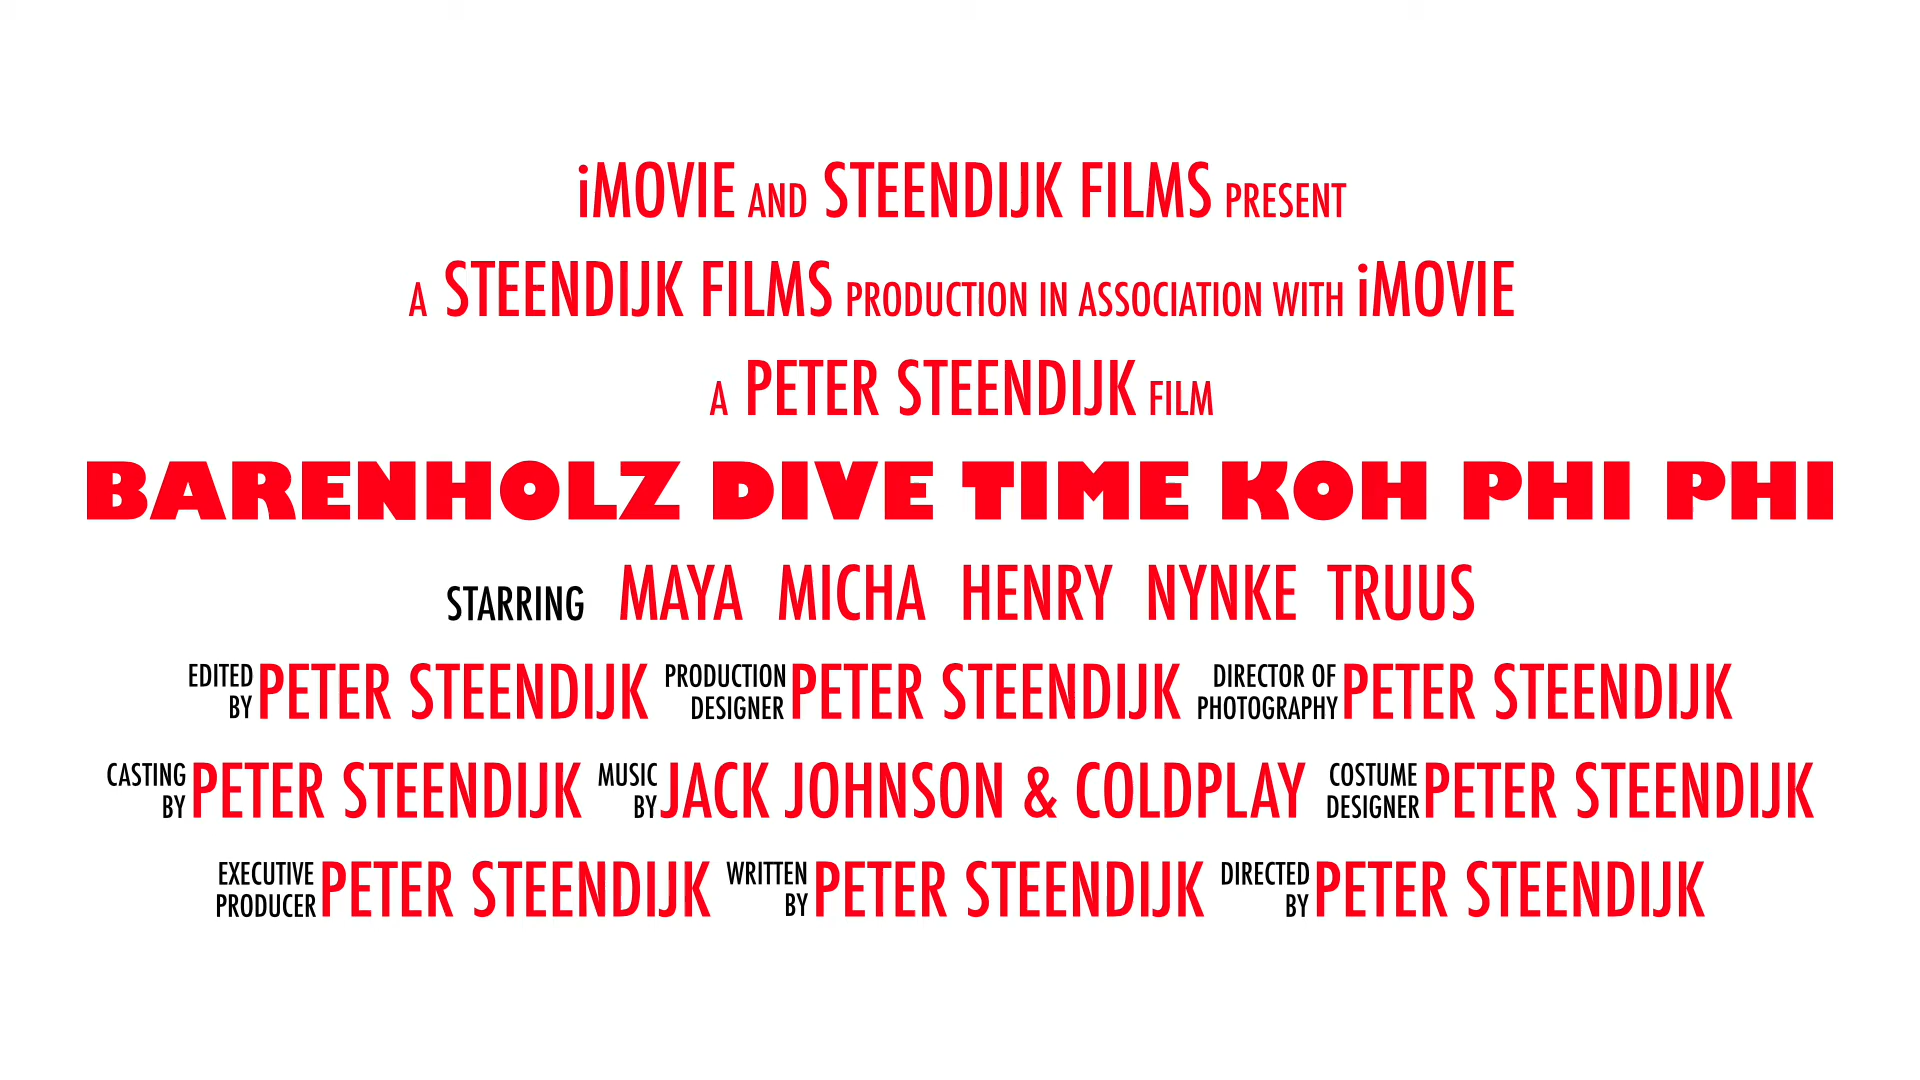 iMOVIE AND STEENDIJK FILMS PRESENT
A STEENDIJK FILMS PRODUCTION IN ASSOCIATION WITH iMOVIE
A PETER STEENDIJK FILM
BARENHOLZ DIVE TIME KOH PHI PHI
STARRING MAYA MICHA HENRY NYNKE TRUUS
EDITED BY PETER STEENDIJK PRODUCTION DESIGNER PETER STEENDIJK DIRECTOR OF PHOTOGRAPHY PETER STEENDIJK
CASTING BY PETER STEENDIJK MUSIC BY JACK JOHNSON & COLDPLAY COSTUME DESIGNER PETER STEENDIJK
EXECUTIVE PRODUCER PETER STEENDIJK WRITTEN BY PETER STEENDIJK DIRECTED BY PETER STEENDIJK